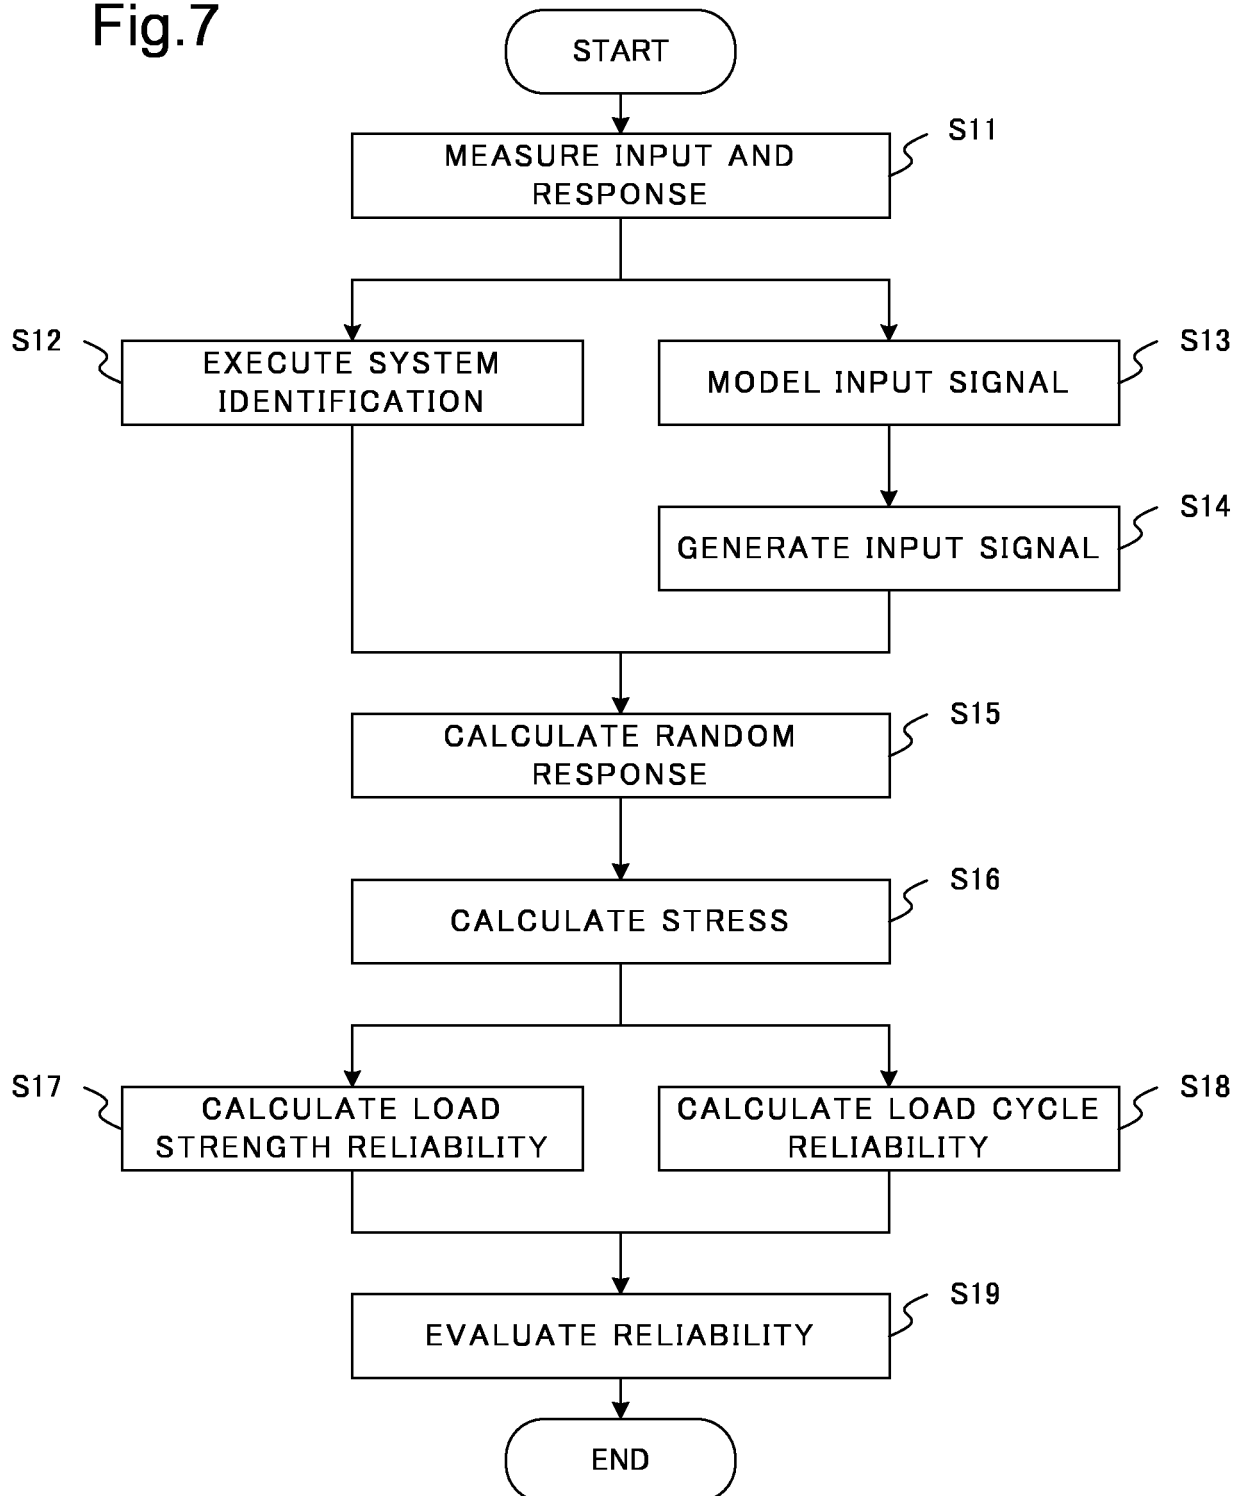 Fig.7
START
S11
MEASURE INPUT AND
RESPONSE
S12
EXECUTE SYSTEM
IDENTIFICATION
S13
MODEL INPUT SIGNAL
S14
GENERATE INPUT SIGNAL
S15
CALCULATE RANDOM
RESPONSE
S16
CALCULATE STRESS
S17
CALCULATE LOAD
STRENGTH RELIABILITY
S18
CALCULATE LOAD CYCLE
RELIABILITY
S19
EVALUATE RELIABILITY
END